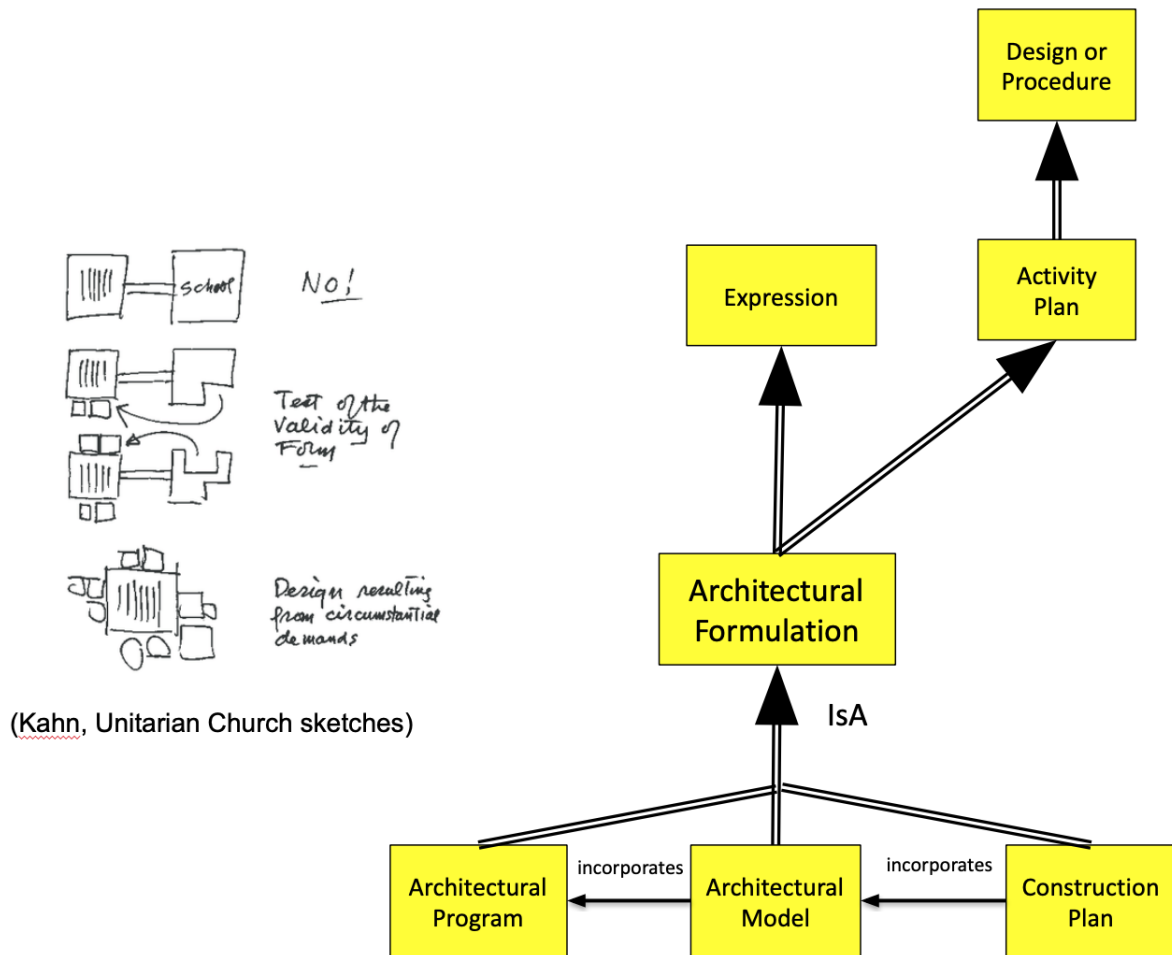 school
No!
Test of the
Validity of
Form
Design resulting
from circumstantial
demands
(Kahn, Unitarian Church sketches)
Design or
Procedure
Expression
Activity
Plan
Architectural
Formulation
IsA
incorporates
incorporates
Architectural
Program
Architectural
Model
Construction
Plan